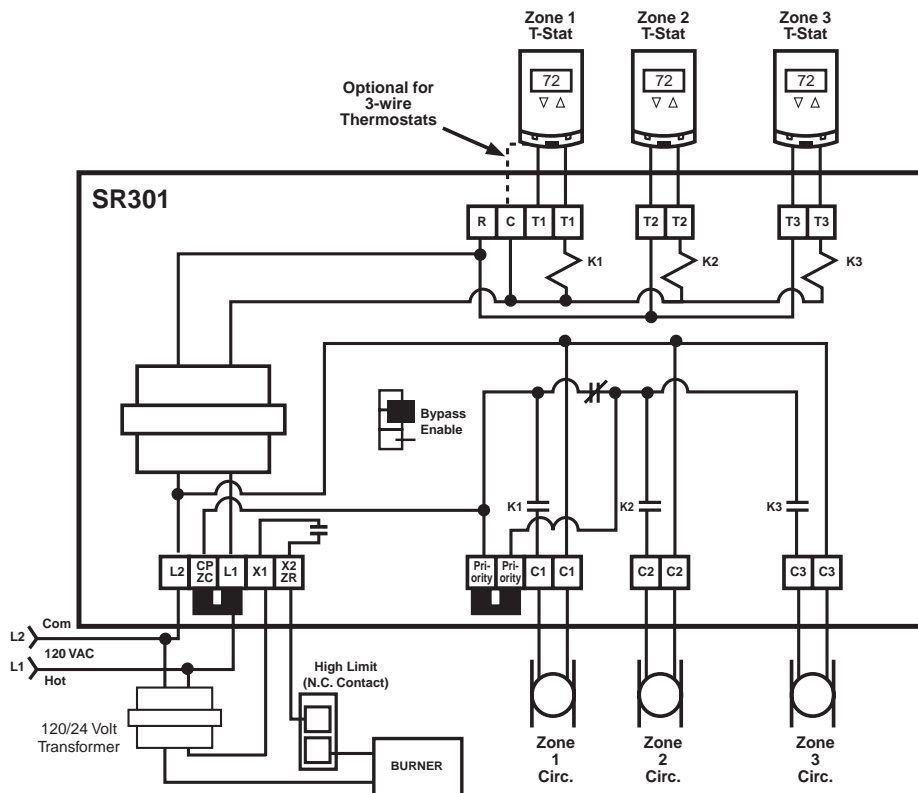 Zone 1
T-Stat
Zone 2
T-Stat
Zone 3
T-Stat
72
72
72
Optional for
3-wire
Thermostats
SR301
R
C
T1
T1
T2
T2
T3
T3
K1
K2
K3
Bypass
Enable
K1
K2
K3
L2
CP
ZC
L1
X1
X2
ZR
Pri-
ority
Pri-
ority
C1
C1
C2
C2
C3
C3
L2
Com
120 VAC
L1
Hot
High Limit
(N.C. Contact)
120/24 Volt
Transformer
BURNER
Zone
1
Circ.
Zone
2
Circ.
Zone
3
Circ.